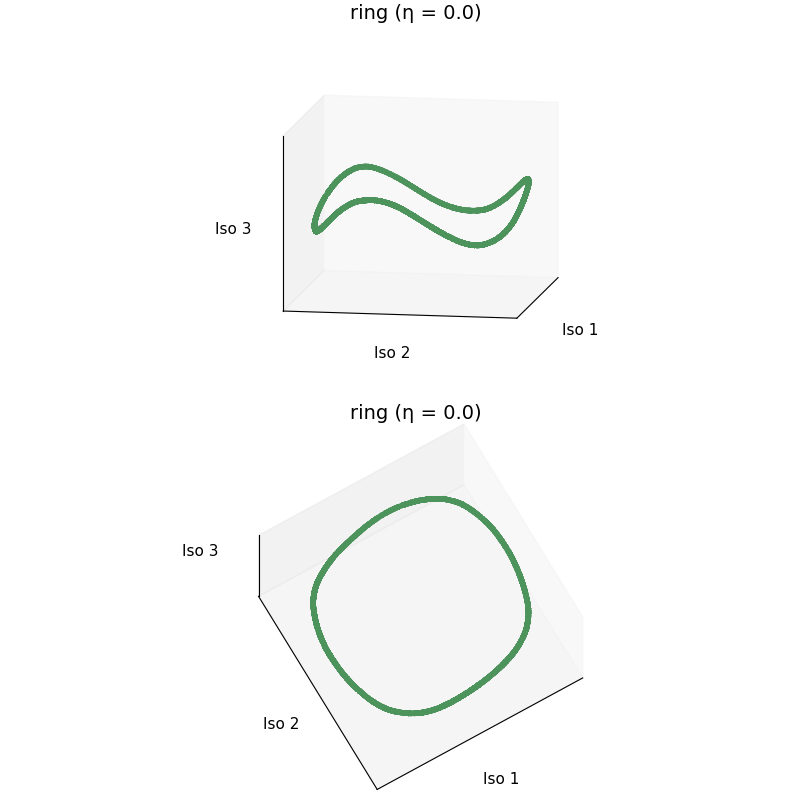 ring (η = 0.0)
Iso 3
Iso 1
Iso 2
ring (η = 0.0)
Iso 3
Iso 2
Iso 1